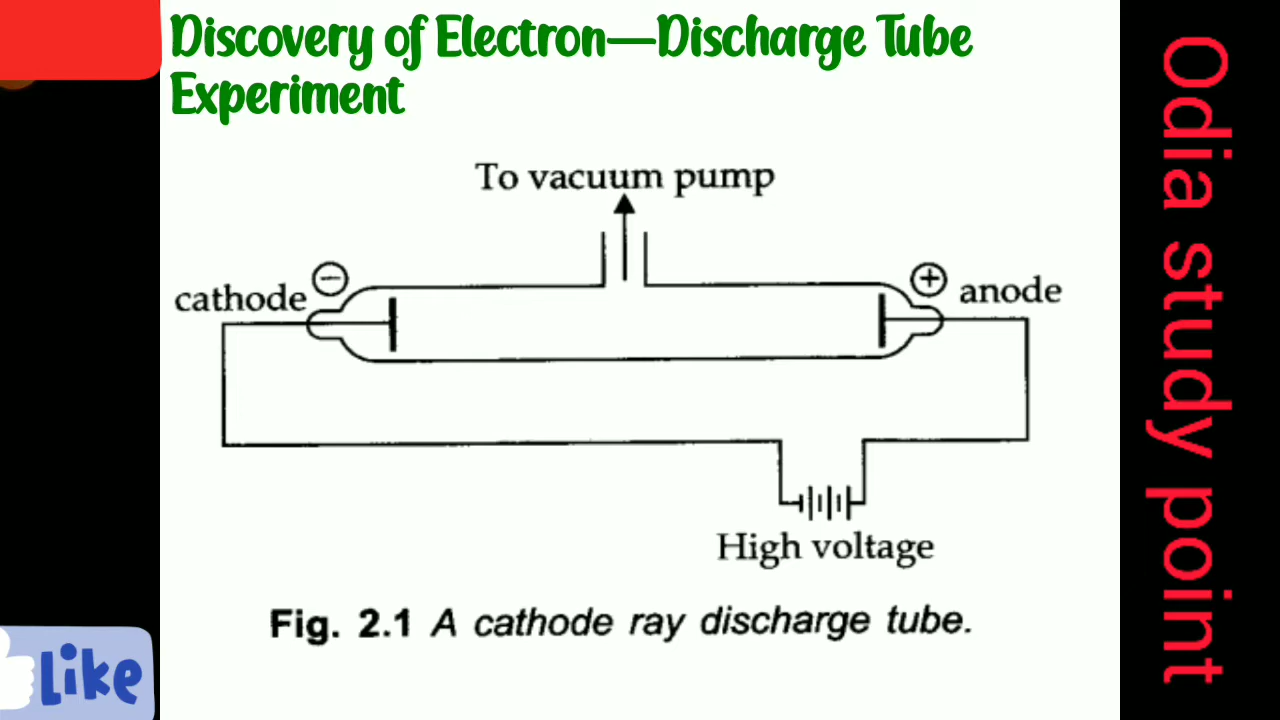 Discovery of Electron—Discharge Tube
Experiment
To vacuum pump
cathode
anode
High voltage
Fig. 2.1 A cathode ray discharge tube.
Like
Odia study point